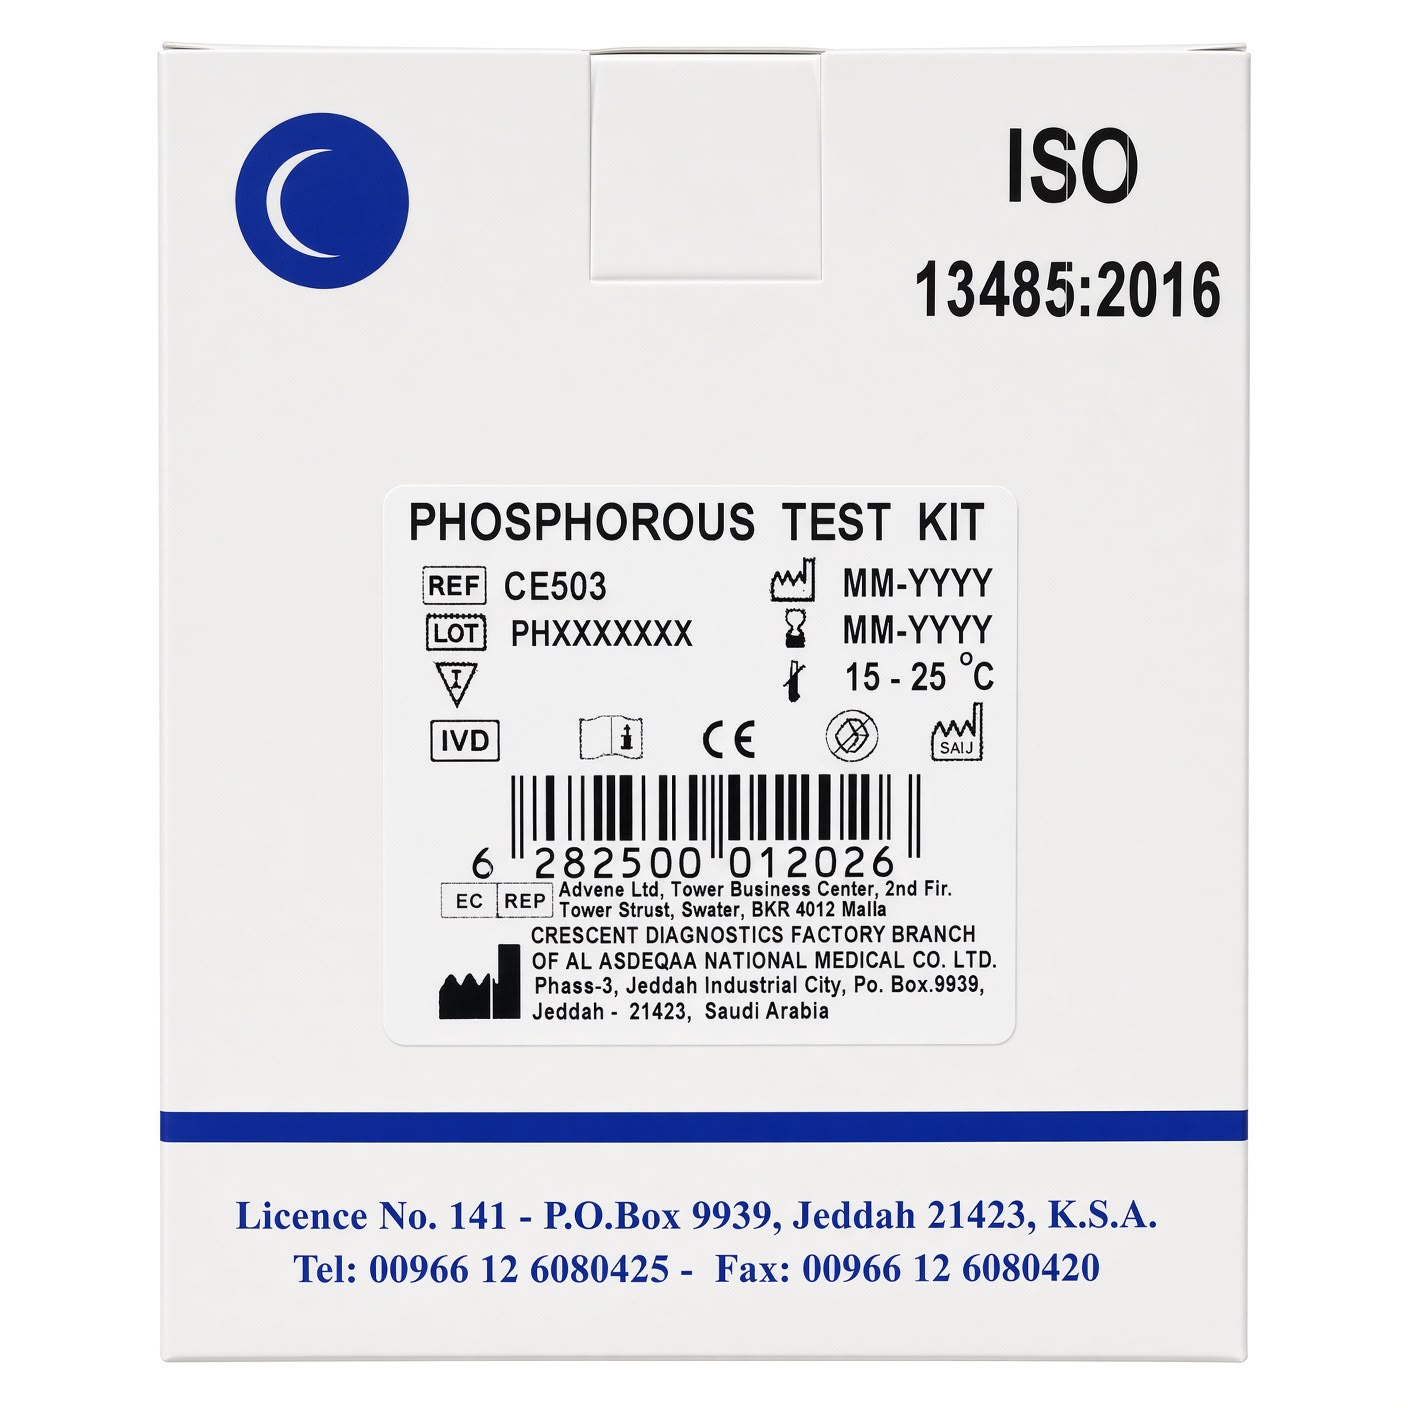 ISO
13485:2016
PHOSPHOROUS TEST KIT
REF CE503 MM-YYYY
LOT PHXXXXXXX MM-YYYY
I 15 - 25 °C
IVD i CE SAIJ
6 282500 012026
EC REP Advene Ltd, Tower Business Center, 2nd Fir.
Tower Strust, Swater, BKR 4012 Malla
CRESCENT DIAGNOSTICS FACTORY BRANCH
OF AL ASDEQAA NATIONAL MEDICAL CO. LTD.
Phass-3, Jeddah Industrial City, Po. Box.9939,
Jeddah - 21423, Saudi Arabia
Licence No. 141 - P.O.Box 9939, Jeddah 21423, K.S.A.
Tel: 00966 12 6080425 - Fax: 00966 12 6080420